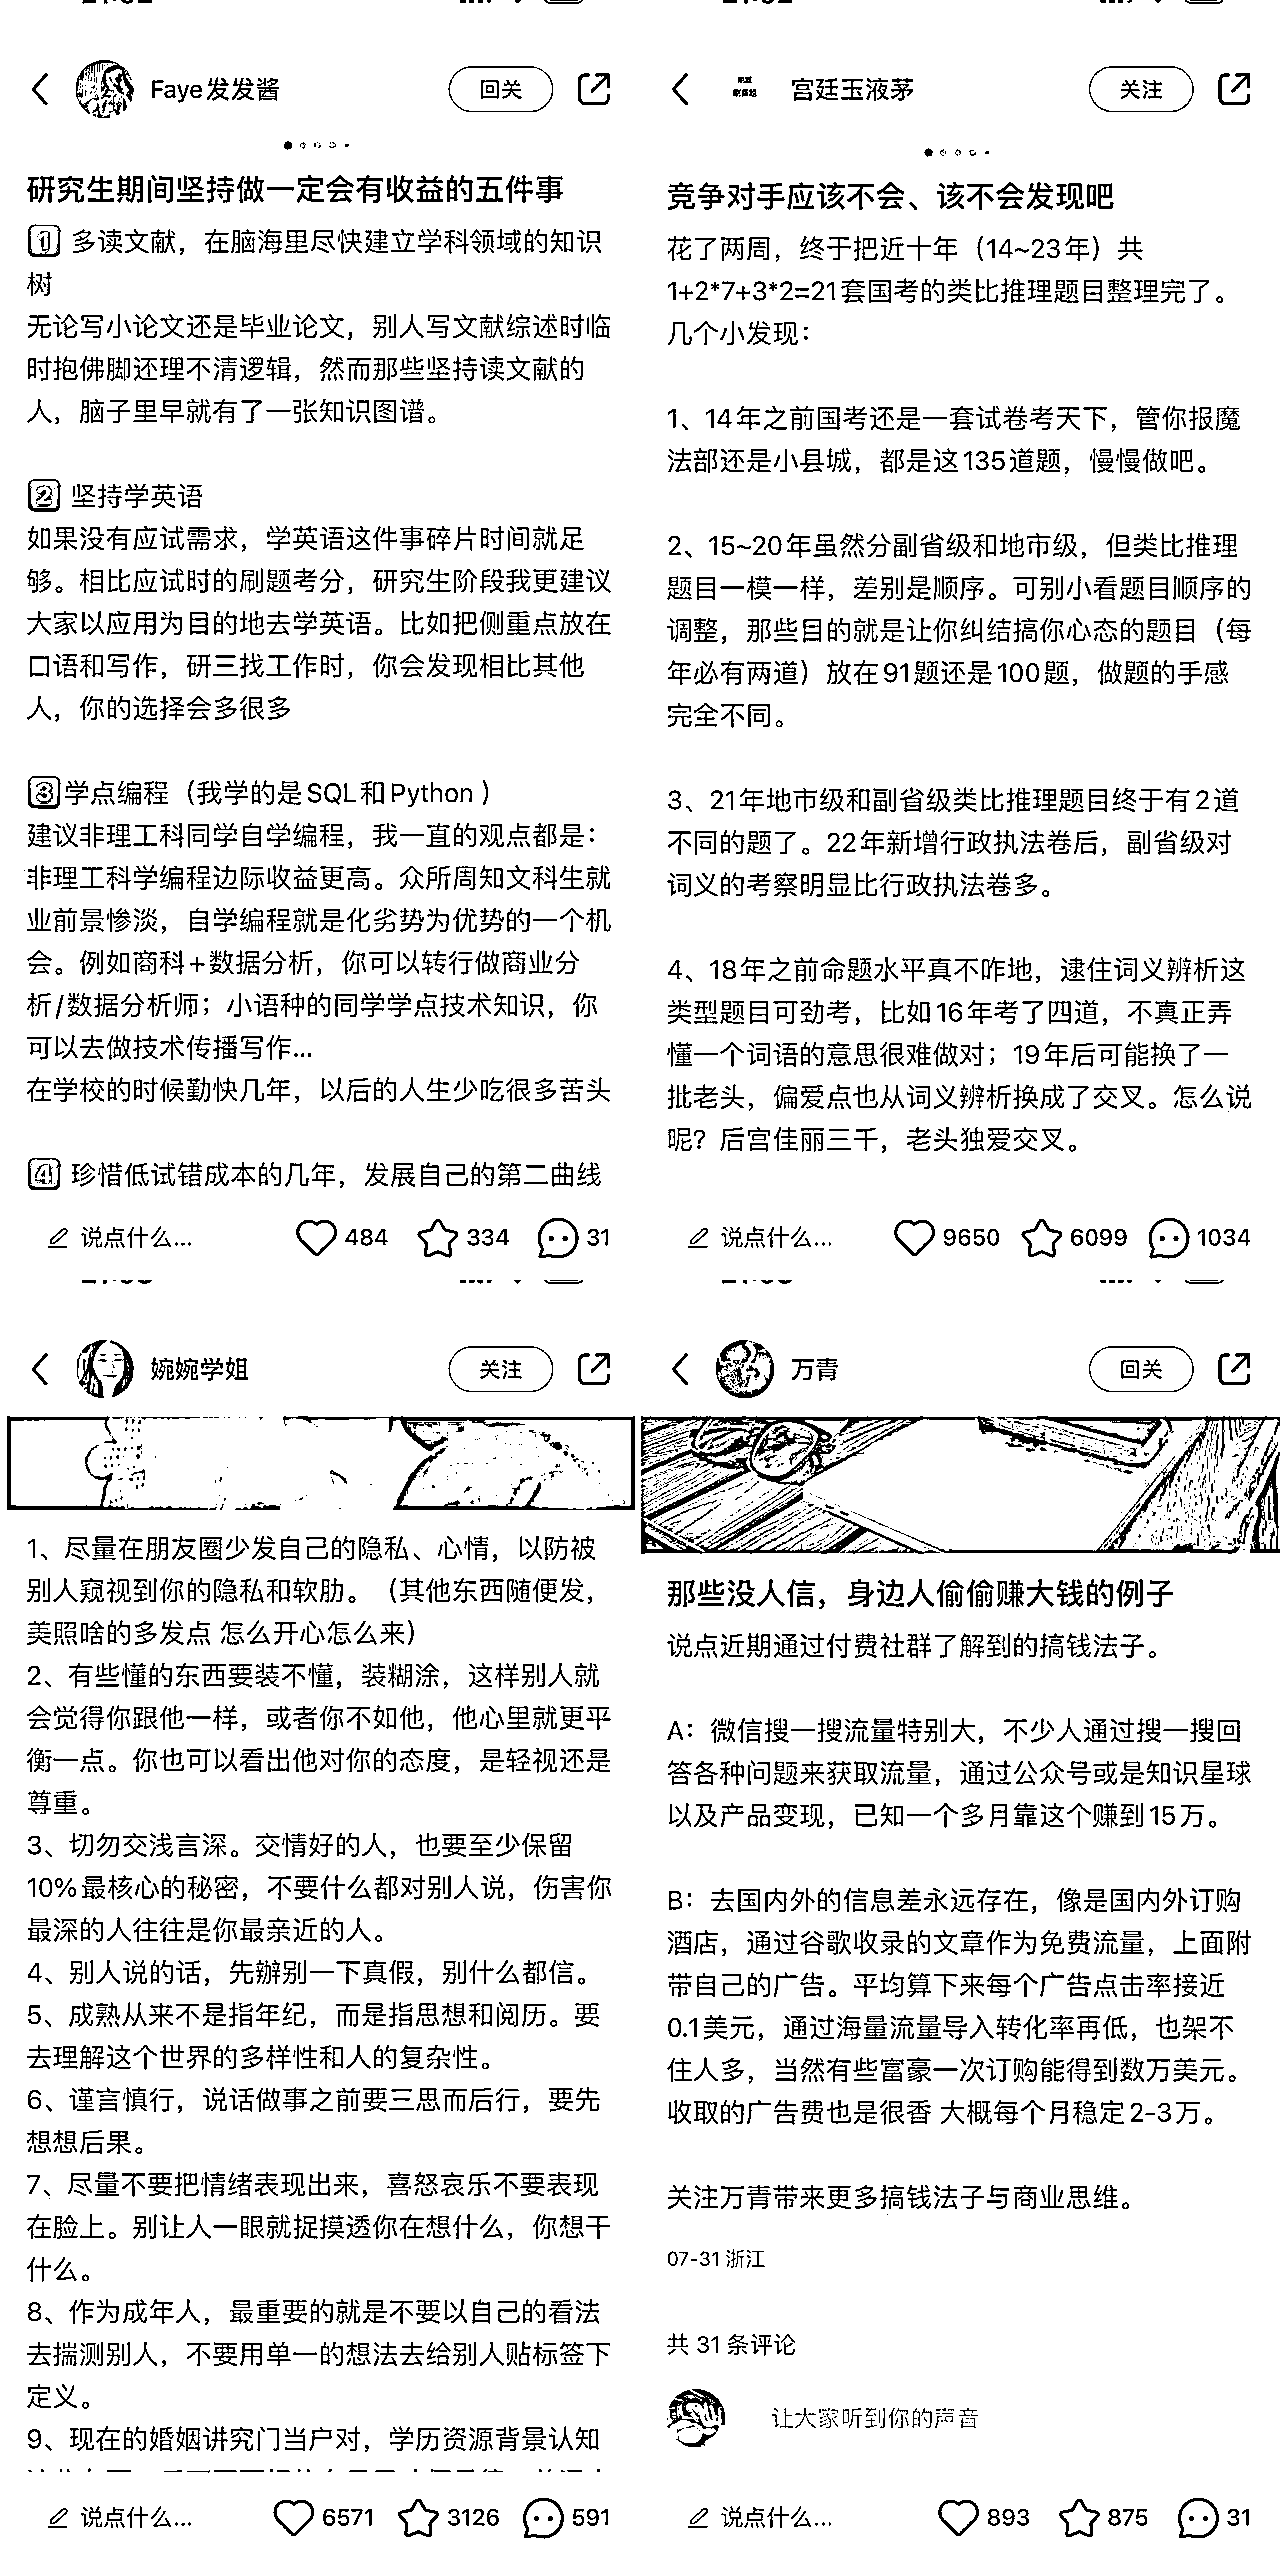 Faye发发酱
回关
研究生期间坚持做一定会有收益的五件事
1 多读文献，在脑海里尽快建立学科领域的知识
树
无论写小论文还是毕业论文，别人写文献综述时临
时抱佛脚还理不清逻辑，然而那些坚持读文献的
人，脑子里早就有了一张知识图谱。
2 坚持学英语
如果没有应试需求，学英语这件事碎片时间就足
够。相比应试时的刷题考分，研究生阶段我更建议
大家以应用为目的地去学英语。比如把侧重点放在
口语和写作，研三找工作时，你会发现相比其他
人，你的选择会多很多
3学点编程（我学的是SQL和Python ）
建议非理工科同学自学编程，我一直的观点都是：
非理工科学编程边际收益更高。众所周知文科生就
业前景惨淡，自学编程就是化劣势为优势的一个机
会。例如商科+数据分析，你可以转行做商业分
析/数据分析师；小语种的同学学点技术知识，你
可以去做技术传播写作...
在学校的时候勤快几年，以后的人生少吃很多苦头
4 珍惜低试错成本的几年，发展自己的第二曲线
说点什么...
484
334
31
宫廷玉液茅
关注
竞争对手应该不会、该不会发现吧
花了两周，终于把近十年（14~23年）共
1+2*7+3*2=21套国考的类比推理题目整理完了。
几个小发现：
1、14年之前国考还是一套试卷考天下，管你报魔
法部还是小县城，都是这135道题，慢慢做吧。
2、15~20年虽然分副省级和地市级，但类比推理
题目一模一样，差别是顺序。可别小看题目顺序的
调整，那些目的就是让你纠结搞你心态的题目（每
年必有两道）放在91题还是100题，做题的手感
完全不同。
3、21年地市级和副省级类比推理题目终于有2道
不同的题了。22年新增行政执法卷后，副省级对
词义的考察明显比行政执法卷多。
4、18年之前命题水平真不咋地，逮住词义辨析这
类型题目可劲考，比如16年考了四道，不真正弄
懂一个词语的意思很难做对；19年后可能换了一
批老头，偏爱点也从词义辨析换成了交叉。怎么说
呢？后宫佳丽三千，老头独爱交叉。
说点什么...
9650
6099
1034
婉婉学姐
关注
1、尽量在朋友圈少发自己的隐私、心情，以防被
别人窥视到你的隐私和软肋。（其他东西随便发，
美照啥的多发点 怎么开心怎么来）
2、有些懂的东西要装不懂，装糊涂，这样别人就
会觉得你跟他一样，或者你不如他，他心里就更平
衡一点。你也可以看出他对你的态度，是轻视还是
尊重。
3、切勿交浅言深。交情好的人，也要至少保留
10%最核心的秘密，不要什么都对别人说，伤害你
最深的人往往是你最亲近的人。
4、别人说的话，先辦别一下真假，别什么都信。
5、成熟从来不是指年纪，而是指思想和阅历。要
去理解这个世界的多样性和人的复杂性。
6、谨言慎行，说话做事之前要三思而后行，要先
想想后果。
7、尽量不要把情绪表现出来，喜怒哀乐不要表现
在脸上。别让人一眼就捉摸透你在想什么，你想干
什么。
8、作为成年人，最重要的就是不要以自己的看法
去揣测别人，不要用单一的想法去给别人贴标签下
定义。
9、现在的婚姻讲究门当户对，学历资源背景认知
说点什么...
6571
3126
591
万青
回关
那些没人信，身边人偷偷赚大钱的例子
说点近期通过付费社群了解到的搞钱法子。
A：微信搜一搜流量特别大，不少人通过搜一搜回
答各种问题来获取流量，通过公众号或是知识星球
以及产品变现，已知一个多月靠这个赚到15万。
B：去国内外的信息差永远存在，像是国内外订购
酒店，通过谷歌收录的文章作为免费流量，上面附
带自己的广告。平均算下来每个广告点击率接近
0.1美元，通过海量流量导入转化率再低，也架不
住人多，当然有些富豪一次订购能得到数万美元。
收取的广告费也是很香 大概每个月稳定2-3万。
关注万青带来更多搞钱法子与商业思维。
07-31 浙江
共 31 条评论
让大家听到你的声音
说点什么...
893
875
31